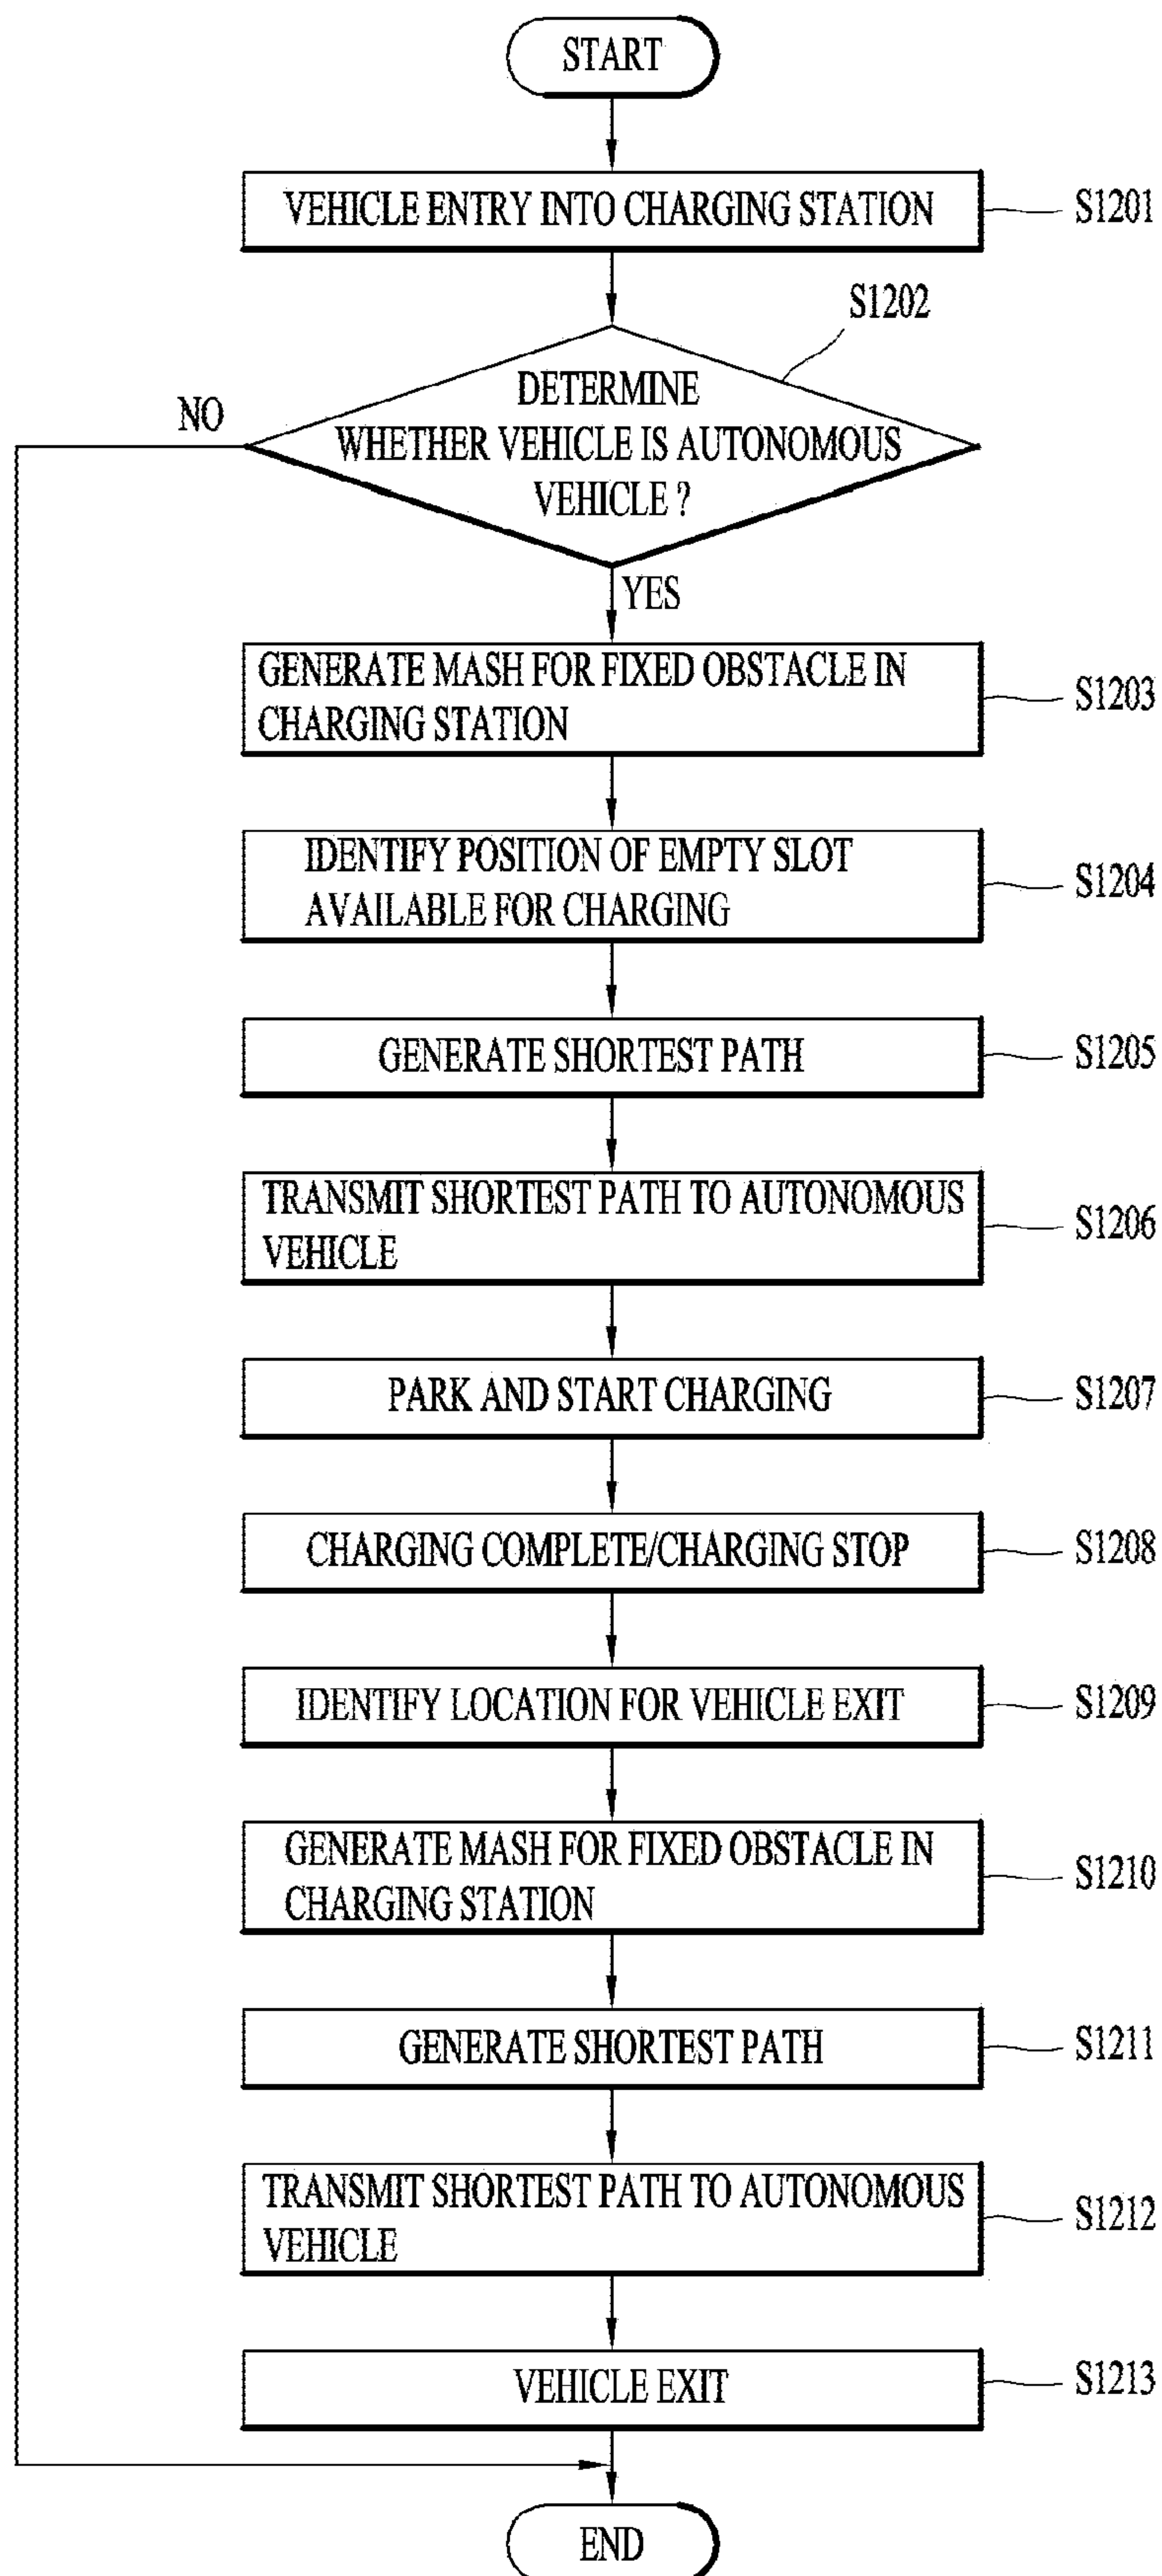 START
VEHICLE ENTRY INTO CHARGING STATION
S1201
S1202
DETERMINE
WHETHER VEHICLE IS AUTONOMOUS
VEHICLE ?
NO
YES
GENERATE MASH FOR FIXED OBSTACLE IN
CHARGING STATION
S1203
IDENTIFY POSITION OF EMPTY SLOT
AVAILABLE FOR CHARGING
S1204
GENERATE SHORTEST PATH
S1205
TRANSMIT SHORTEST PATH TO AUTONOMOUS
VEHICLE
S1206
PARK AND START CHARGING
S1207
CHARGING COMPLETE/CHARGING STOP
S1208
IDENTIFY LOCATION FOR VEHICLE EXIT
S1209
GENERATE MASH FOR FIXED OBSTACLE IN
CHARGING STATION
S1210
GENERATE SHORTEST PATH
S1211
TRANSMIT SHORTEST PATH TO AUTONOMOUS
VEHICLE
S1212
VEHICLE EXIT
S1213
END